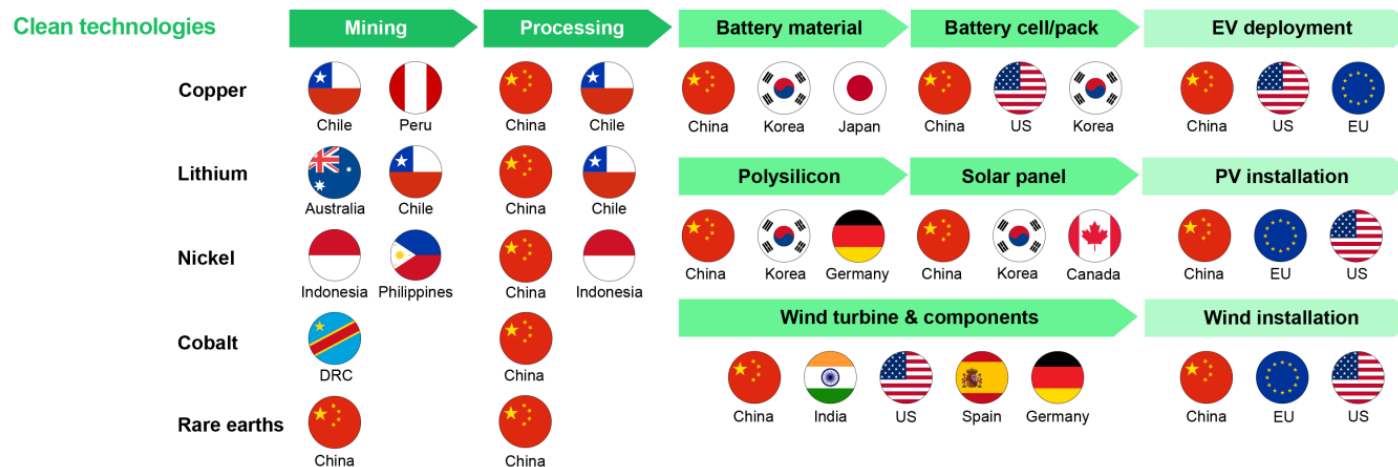 Clean technologies
Mining
Processing
Battery material
Battery cell/pack
EV deployment
Copper
Chile
Peru
China
Chile
China
Korea
Japan
China
US
Korea
China
US
EU
Lithium
Australia
Chile
China
Chile
Polysilicon
Solar panel
PV installation
China
Korea
Germany
China
Korea
Canada
China
EU
US
Nickel
Indonesia
Philippines
China
Indonesia
Wind turbine & components
Wind installation
Cobalt
DRC
China
China
India
US
Spain
Germany
China
EU
US
Rare earths
China
China